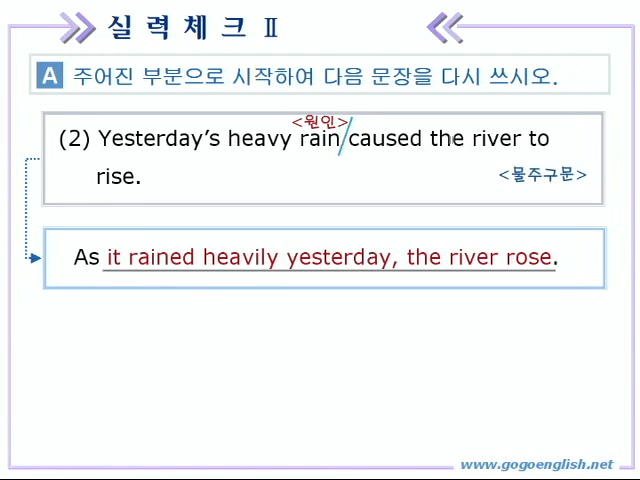 실 력 체 크 Ⅱ
A 주어진 부분으로 시작하여 다음 문장을 다시 쓰시오.
<원인>
(2) Yesterday's heavy rain caused the river to
rise.
<물주구문>
As it rained heavily yesterday, the river rose.
www.gogoenglish.net